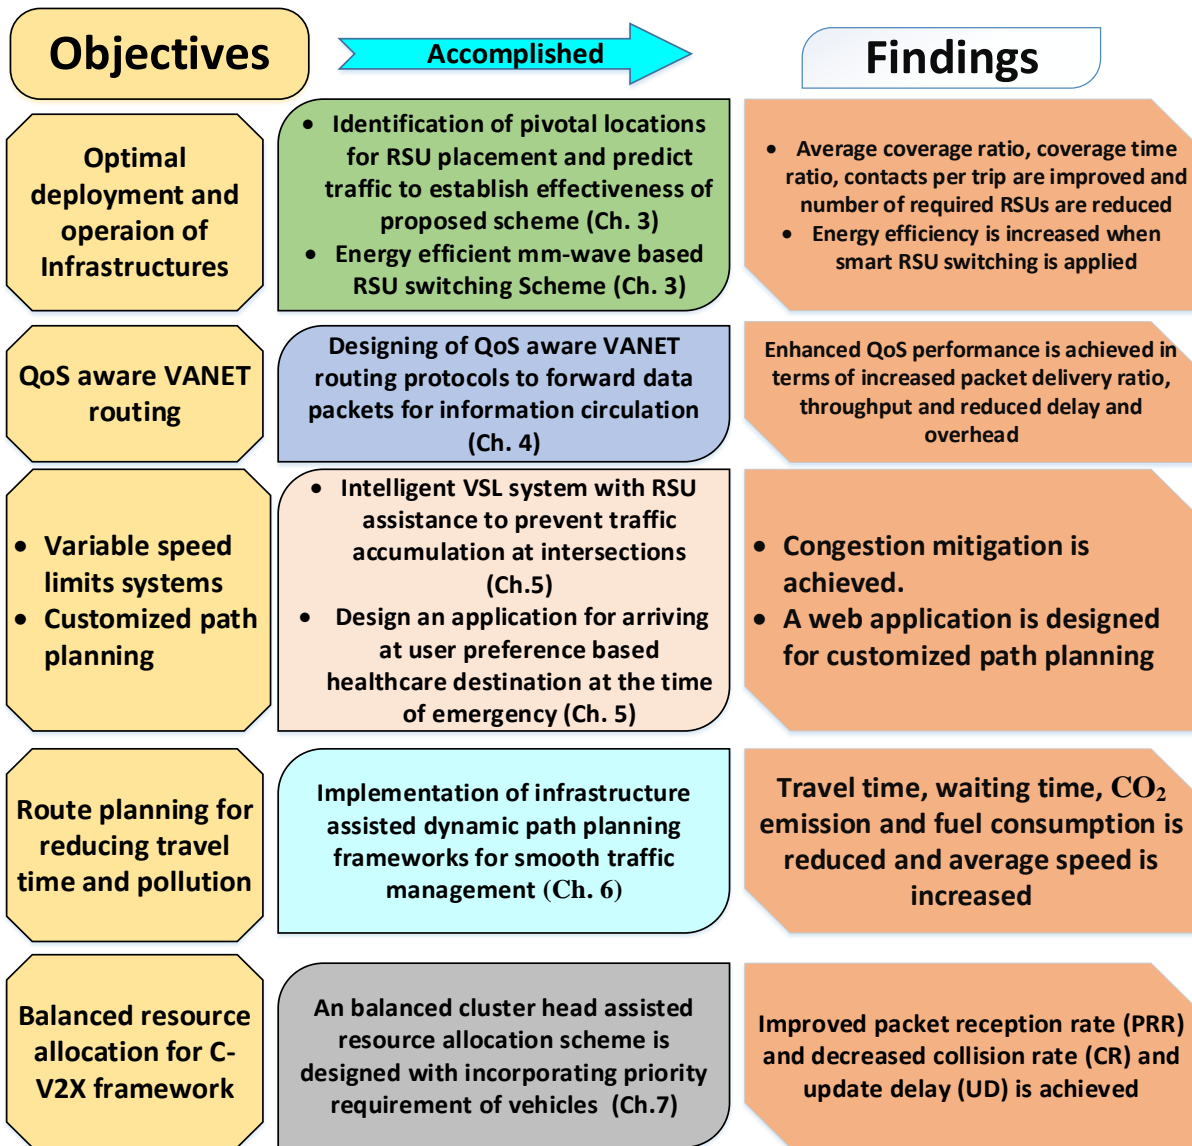 Objectives
Accomplished
Findings
Optimal
deployment and
operaion of
Infrastructures
• Identification of pivotal locations
for RSU placement and predict
traffic to establish effectiveness of
proposed scheme (Ch. 3)
• Energy efficient mm-wave based
RSU switching Scheme (Ch. 3)
• Average coverage ratio, coverage time
ratio, contacts per trip are improved and
number of required RSUs are reduced
• Energy efficiency is increased when
smart RSU switching is applied
QoS aware VANET
routing
Designing of QoS aware VANET
routing protocols to forward data
packets for information circulation
(Ch. 4)
Enhanced QoS performance is achieved in
terms of increased packet delivery ratio,
throughput and reduced delay and
overhead
• Variable speed
limits systems
• Customized path
planning
• Intelligent VSL system with RSU
assistance to prevent traffic
accumulation at intersections
(Ch.5)
• Design an application for arriving
at user preference based
healthcare destination at the time
of emergency (Ch. 5)
• Congestion mitigation is
achieved.
• A web application is designed
for customized path planning
Route planning for
reducing travel
time and pollution
Implementation of infrastructure
assisted dynamic path planning
frameworks for smooth traffic
management (Ch. 6)
Travel time, waiting time, CO₂
emission and fuel consumption is
reduced and average speed is
increased
Balanced resource
allocation for C-
V2X framework
An balanced cluster head assisted
resource allocation scheme is
designed with incorporating priority
requirement of vehicles (Ch.7)
Improved packet reception rate (PRR)
and decreased collision rate (CR) and
update delay (UD) is achieved